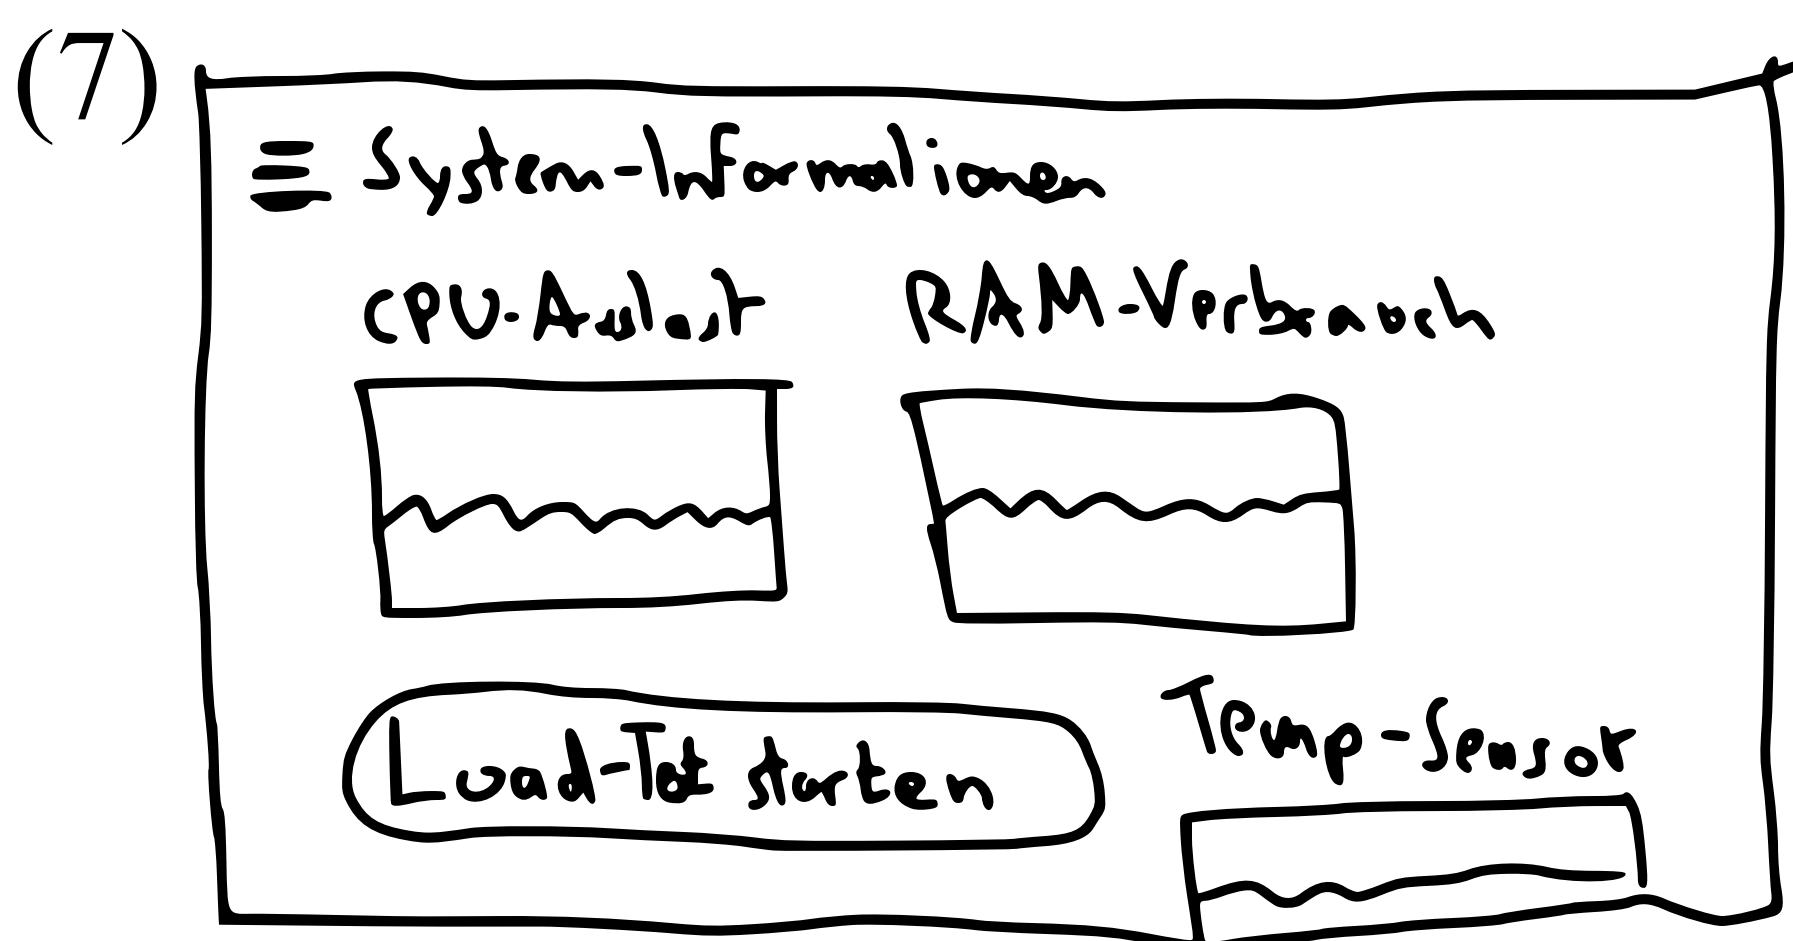 (7)
System-Informationen
CPU-Auslast
RAM-Verbrauch
Load-Test starten
Temp-Sensor